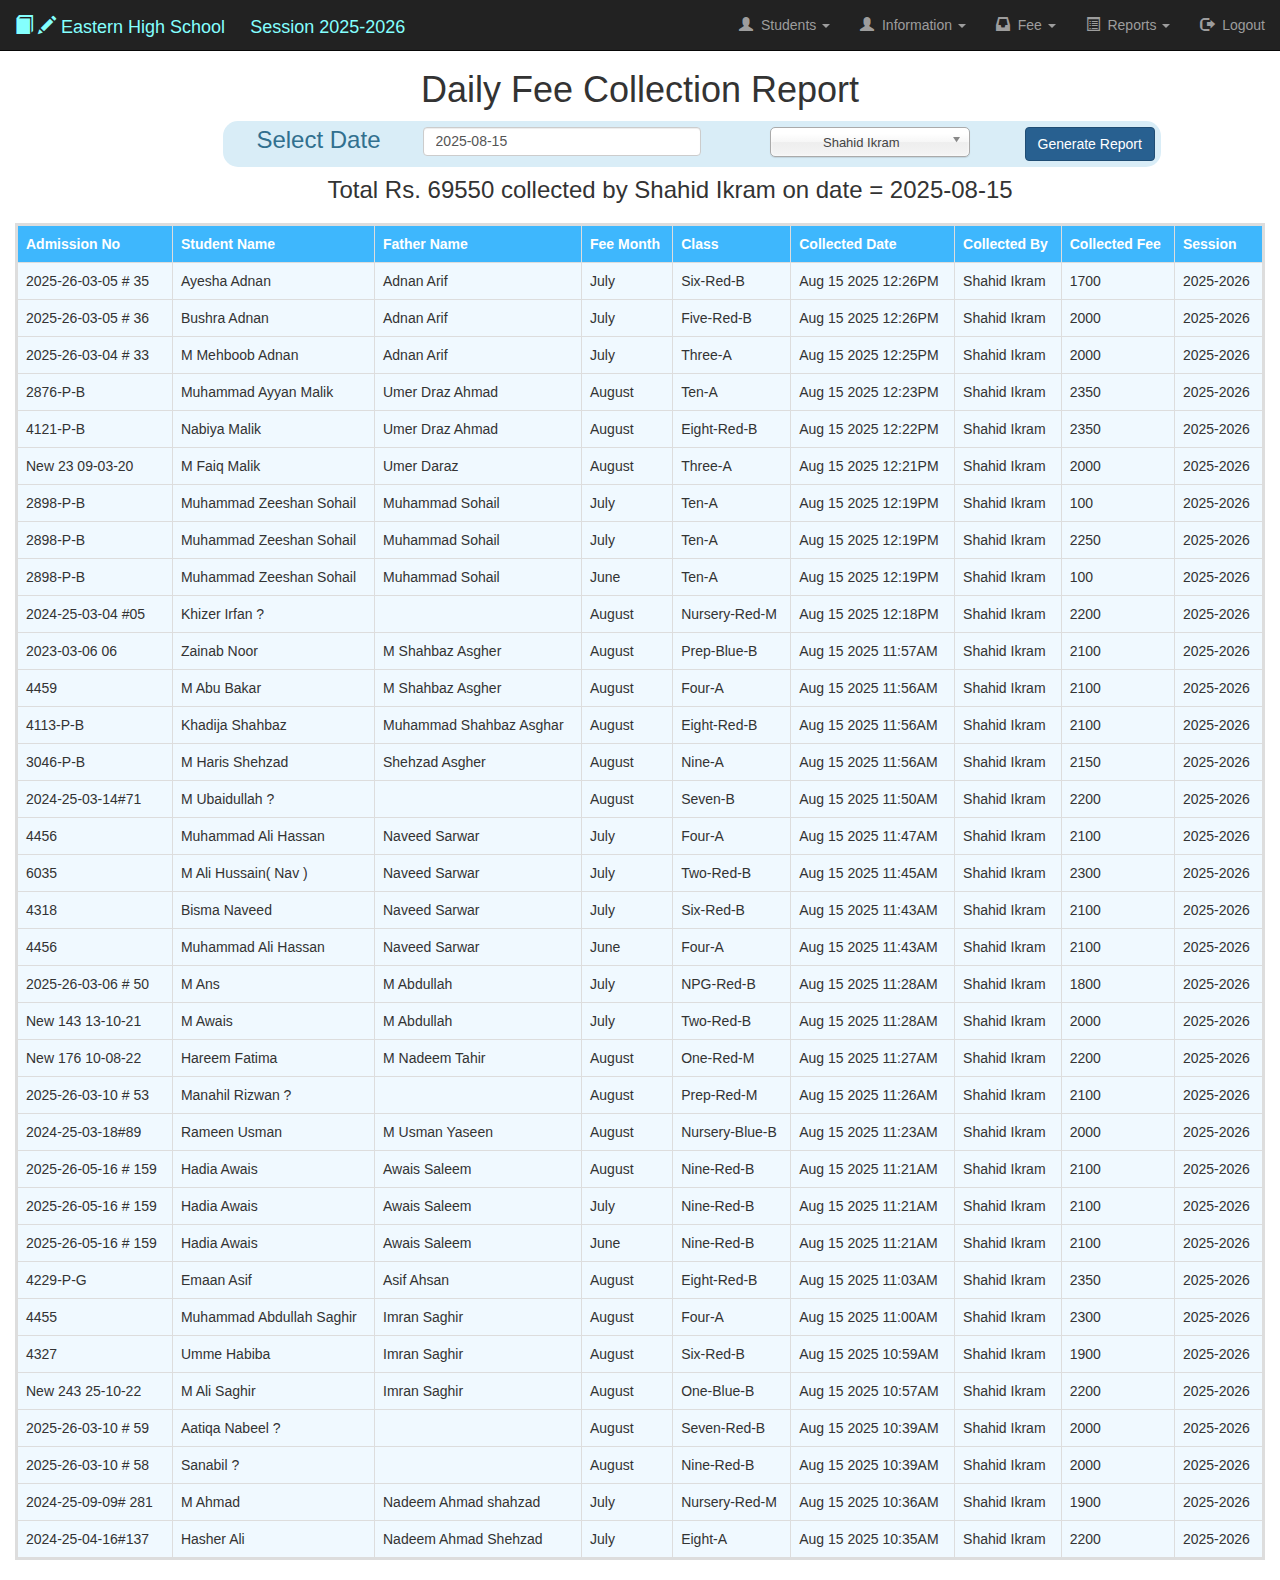 Eastern High School Session 2025-2026 Students Information Fee Reports Logout
Daily Fee Collection Report
Select Date 2025-08-15 Shahid Ikram Generate Report
Total Rs. 69550 collected by Shahid Ikram on date = 2025-08-15
Admission No Student Name Father Name Fee Month Class Collected Date Collected By Collected Fee Session
2025-26-03-05 # 35 Ayesha Adnan Adnan Arif July Six-Red-B Aug 15 2025 12:26PM Shahid Ikram 1700 2025-2026
2025-26-03-05 # 36 Bushra Adnan Adnan Arif July Five-Red-B Aug 15 2025 12:26PM Shahid Ikram 2000 2025-2026
2025-26-03-04 # 33 M Mehboob Adnan Adnan Arif July Three-A Aug 15 2025 12:25PM Shahid Ikram 2000 2025-2026
2876-P-B Muhammad Ayyan Malik Umer Draz Ahmad August Ten-A Aug 15 2025 12:23PM Shahid Ikram 2350 2025-2026
4121-P-B Nabiya Malik Umer Draz Ahmad August Eight-Red-B Aug 15 2025 12:22PM Shahid Ikram 2350 2025-2026
New 23 09-03-20 M Faiq Malik Umer Daraz August Three-A Aug 15 2025 12:21PM Shahid Ikram 2000 2025-2026
2898-P-B Muhammad Zeeshan Sohail Muhammad Sohail July Ten-A Aug 15 2025 12:19PM Shahid Ikram 100 2025-2026
2898-P-B Muhammad Zeeshan Sohail Muhammad Sohail July Ten-A Aug 15 2025 12:19PM Shahid Ikram 2250 2025-2026
2898-P-B Muhammad Zeeshan Sohail Muhammad Sohail June Ten-A Aug 15 2025 12:19PM Shahid Ikram 100 2025-2026
2024-25-03-04 #05 Khizer Irfan ? August Nursery-Red-M Aug 15 2025 12:18PM Shahid Ikram 2200 2025-2026
2023-03-06 06 Zainab Noor M Shahbaz Asgher August Prep-Blue-B Aug 15 2025 11:57AM Shahid Ikram 2100 2025-2026
4459 M Abu Bakar M Shahbaz Asgher August Four-A Aug 15 2025 11:56AM Shahid Ikram 2100 2025-2026
4113-P-B Khadija Shahbaz Muhammad Shahbaz Asghar August Eight-Red-B Aug 15 2025 11:56AM Shahid Ikram 2100 2025-2026
3046-P-B M Haris Shehzad Shehzad Asgher August Nine-A Aug 15 2025 11:56AM Shahid Ikram 2150 2025-2026
2024-25-03-14#71 M Ubaidullah ? August Seven-B Aug 15 2025 11:50AM Shahid Ikram 2200 2025-2026
4456 Muhammad Ali Hassan Naveed Sarwar July Four-A Aug 15 2025 11:47AM Shahid Ikram 2100 2025-2026
6035 M Ali Hussain( Nav ) Naveed Sarwar July Two-Red-B Aug 15 2025 11:45AM Shahid Ikram 2300 2025-2026
4318 Bisma Naveed Naveed Sarwar July Six-Red-B Aug 15 2025 11:43AM Shahid Ikram 2100 2025-2026
4456 Muhammad Ali Hassan Naveed Sarwar June Four-A Aug 15 2025 11:43AM Shahid Ikram 2100 2025-2026
2025-26-03-06 # 50 M Ans M Abdullah July NPG-Red-B Aug 15 2025 11:28AM Shahid Ikram 1800 2025-2026
New 143 13-10-21 M Awais M Abdullah July Two-Red-B Aug 15 2025 11:28AM Shahid Ikram 2000 2025-2026
New 176 10-08-22 Hareem Fatima M Nadeem Tahir August One-Red-M Aug 15 2025 11:27AM Shahid Ikram 2200 2025-2026
2025-26-03-10 # 53 Manahil Rizwan ? August Prep-Red-M Aug 15 2025 11:26AM Shahid Ikram 2100 2025-2026
2024-25-03-18#89 Rameen Usman M Usman Yaseen August Nursery-Blue-B Aug 15 2025 11:23AM Shahid Ikram 2000 2025-2026
2025-26-05-16 # 159 Hadia Awais Awais Saleem August Nine-Red-B Aug 15 2025 11:21AM Shahid Ikram 2100 2025-2026
2025-26-05-16 # 159 Hadia Awais Awais Saleem July Nine-Red-B Aug 15 2025 11:21AM Shahid Ikram 2100 2025-2026
2025-26-05-16 # 159 Hadia Awais Awais Saleem June Nine-Red-B Aug 15 2025 11:21AM Shahid Ikram 2100 2025-2026
4229-P-G Emaan Asif Asif Ahsan August Eight-Red-B Aug 15 2025 11:03AM Shahid Ikram 2350 2025-2026
4455 Muhammad Abdullah Saghir Imran Saghir August Four-A Aug 15 2025 11:00AM Shahid Ikram 2300 2025-2026
4327 Umme Habiba Imran Saghir August Six-Red-B Aug 15 2025 10:59AM Shahid Ikram 1900 2025-2026
New 243 25-10-22 M Ali Saghir Imran Saghir August One-Blue-B Aug 15 2025 10:57AM Shahid Ikram 2200 2025-2026
2025-26-03-10 # 59 Aatiqa Nabeel ? August Seven-Red-B Aug 15 2025 10:39AM Shahid Ikram 2000 2025-2026
2025-26-03-10 # 58 Sanabil ? August Nine-Red-B Aug 15 2025 10:39AM Shahid Ikram 2000 2025-2026
2024-25-09-09# 281 M Ahmad Nadeem Ahmad shahzad July Nursery-Red-M Aug 15 2025 10:36AM Shahid Ikram 1900 2025-2026
2024-25-04-16#137 Hasher Ali Nadeem Ahmad Shehzad July Eight-A Aug 15 2025 10:35AM Shahid Ikram 2200 2025-2026